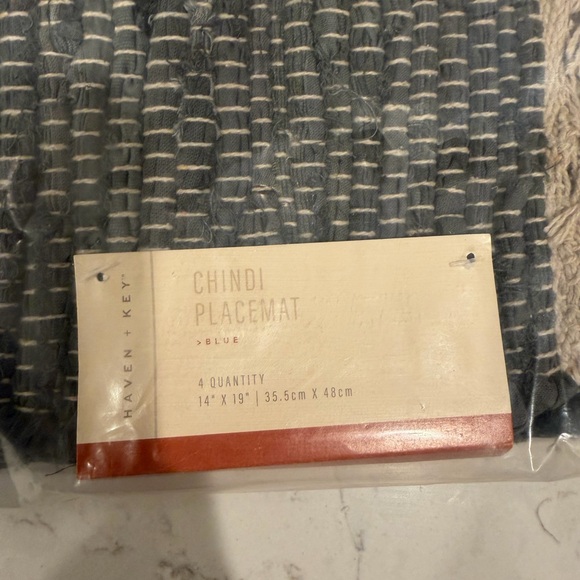 HAVEN + KEY™
CHINDI
PLACEMAT
>BLUE
4 QUANTITY
14" X 19" | 35.5cm X 48cm